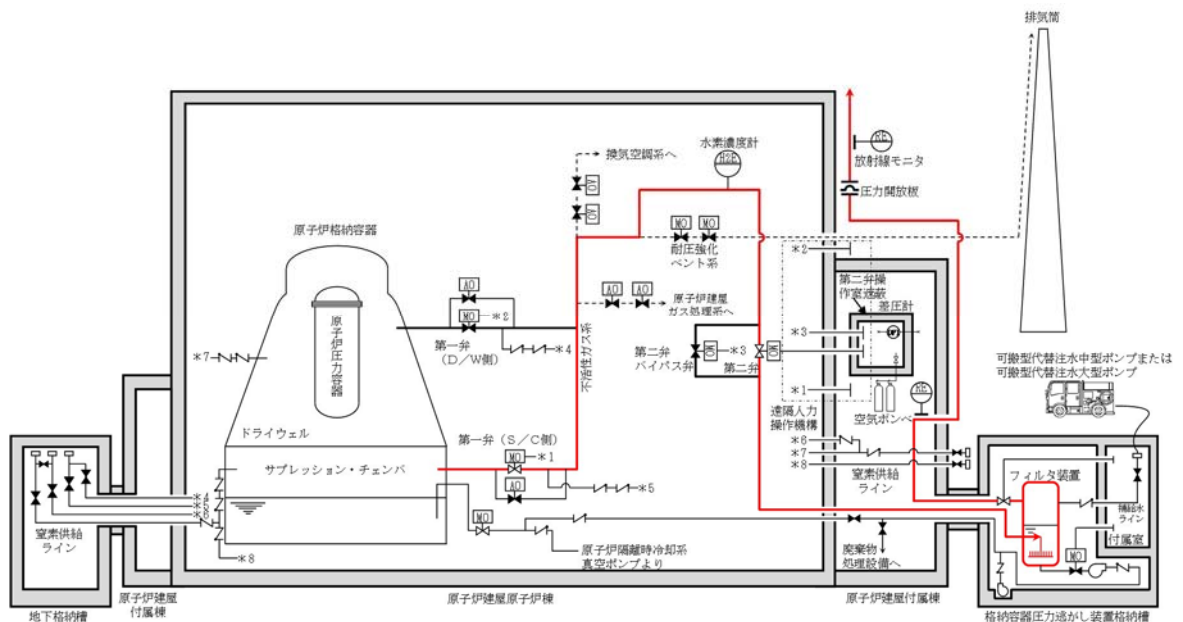 排気筒
水素濃度計
H2E
RE
放射線モニタ
換気空調系へ
AO
AO
圧力開放板
原子炉格納容器
MO
MO
耐圧強化
ベント系
*2
第二弁操
作室遮蔽
差圧計
AO
MO
*2
AO
AO
原子炉建屋
ガス処理系へ
原子炉圧力容器
*7
第一弁
(D/W側)
*4
不活性ガス系
第二弁
バイパス弁
MO
*3
第二弁
MO
*3
*1
可搬型代替注水中型ポンプまたは
可搬型代替注水大型ポンプ
RE
遠隔人力
操作機構
空気ボンベ
ドライウェル
第一弁(S/C側)
MO
*1
*6
*7
*8
サプレッション・チェンバ
AO
*5
窒素供給
ライン
フィルタ装置
補給水
ライン
付属室
*4
*5
*6
窒素供給
ライン
MO
*8
原子炉隔離時冷却系
真空ポンプより
廃棄物
処理設備へ
MO
地下格納槽
原子炉建屋
付属棟
原子炉建屋原子炉棟
原子炉建屋付属棟
格納容器圧力逃がし装置格納槽